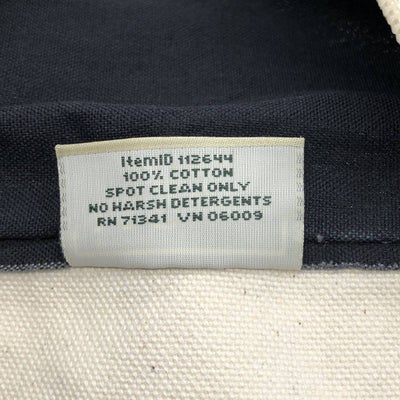 ItemID 112644
100% COTTON
SPOT CLEAN ONLY
NO HARSH DETERGENTS
RN 71341 VN 06009